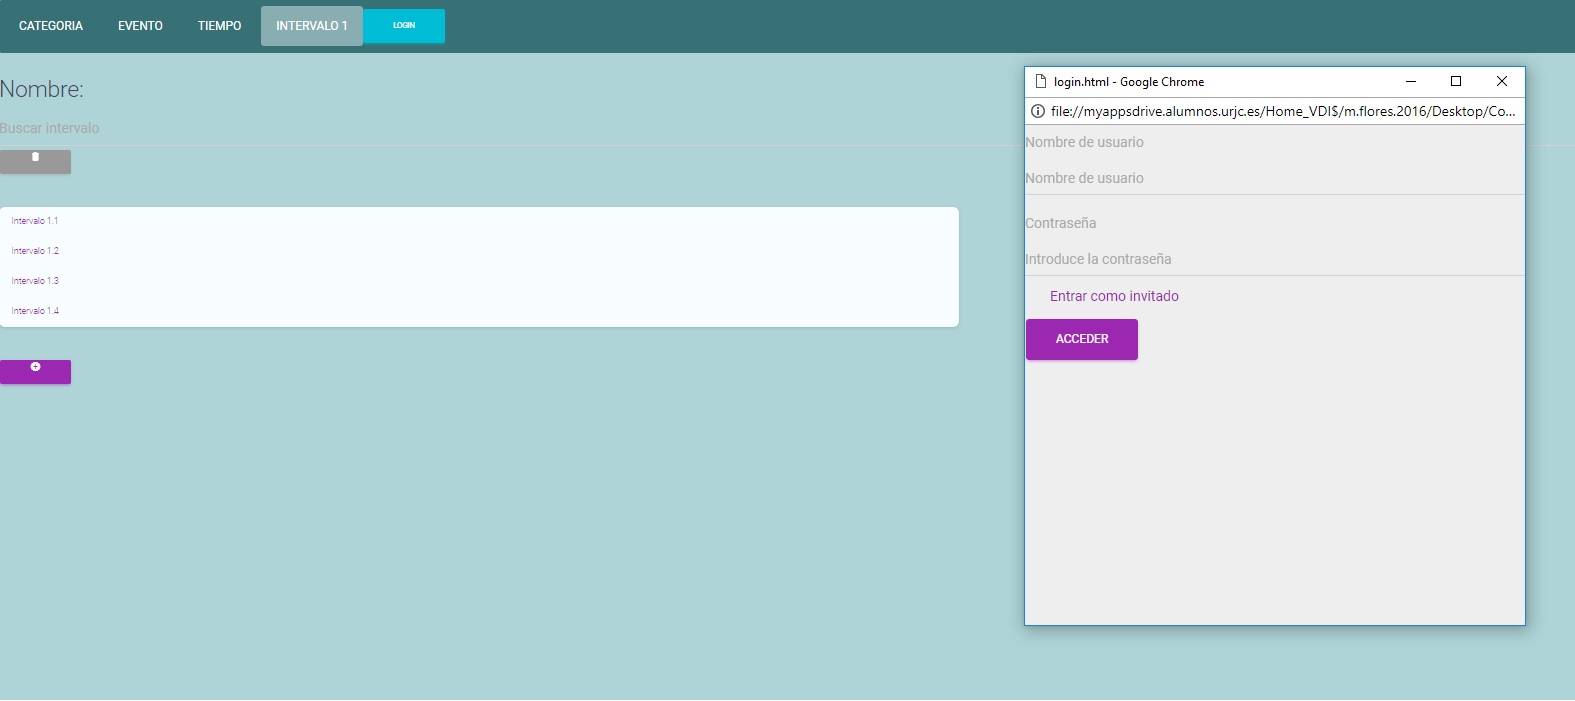 CATEGORIA EVENTO TIEMPO INTERVALO 1 LOGIN
Nombre:
Buscar intervalo
Intervalo 1.1
Intervalo 1.2
Intervalo 1.3
Intervalo 1.4
login.html - Google Chrome
file://myappsdrive.alumnos.urjc.es/Home_VDI$/m.flores.2016/Desktop/Co...
Nombre de usuario
Nombre de usuario
Contraseña
Introduce la contraseña
Entrar como invitado
ACCEDER